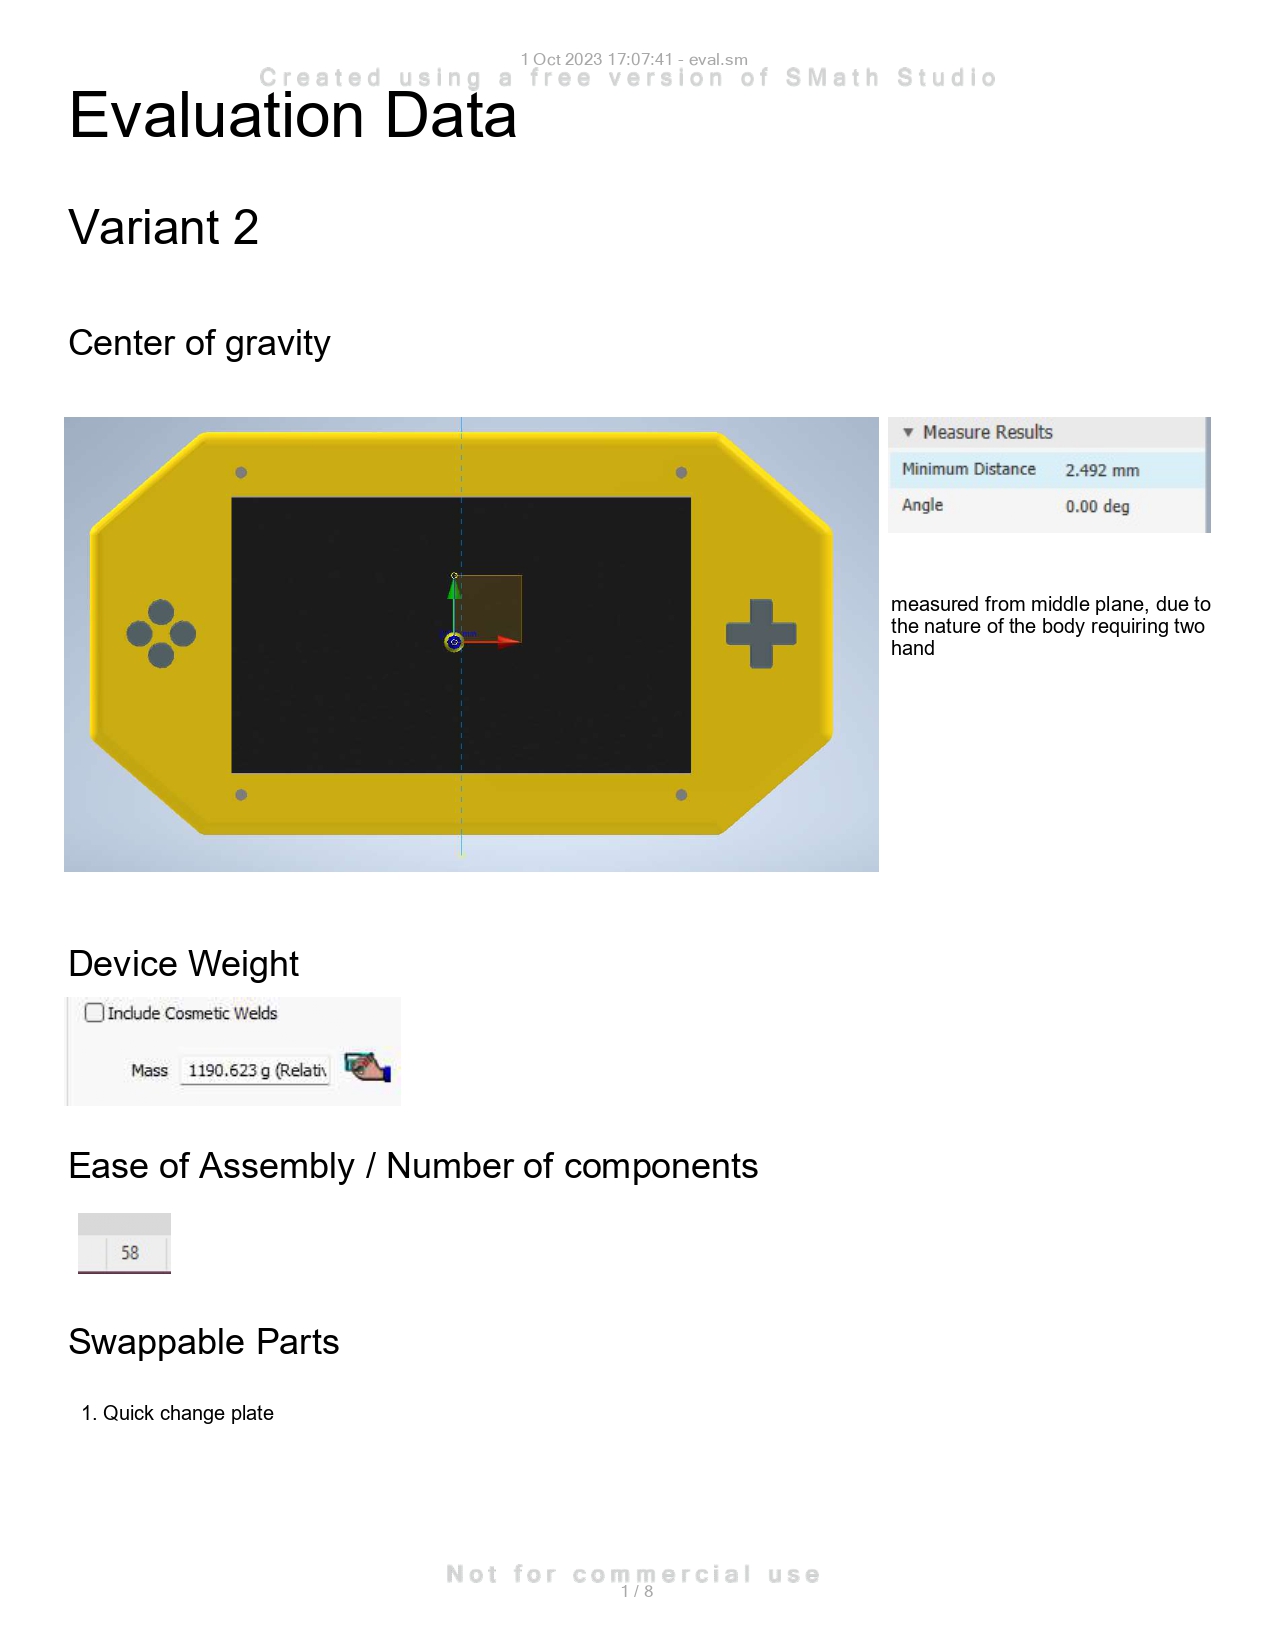 1 Oct 2023 17:07:41 - eval.sm
Created using a free version of SMath Studio
Evaluation Data
Variant 2
Center of gravity
Measure Results
Minimum Distance 2.492 mm
Angle 0.00 deg
measured from middle plane, due to
the nature of the body requiring two
hand
Device Weight
Include Cosmetic Welds
Mass 1190.623 g (Relativ
Ease of Assembly / Number of components
58
Swappable Parts
1. Quick change plate
Not for commercial use
1 / 8